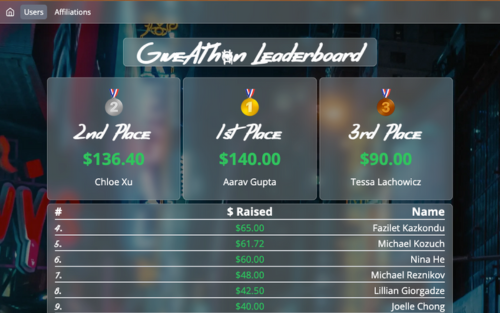 Users Affiliations
GiveAThon Leaderboard
2 1 3
2nd Place 1st Place 3rd Place
$136.40 $140.00 $90.00
Chloe Xu Aarav Gupta Tessa Lachowicz
# $ Raised Name
4. $65.00 Fazilet Kazkondu
5. $61.72 Michael Kozuch
6. $60.00 Nina He
7. $48.00 Michael Reznikov
8. $42.50 Lillian Giorgadze
9. $40.00 Joelle Chong